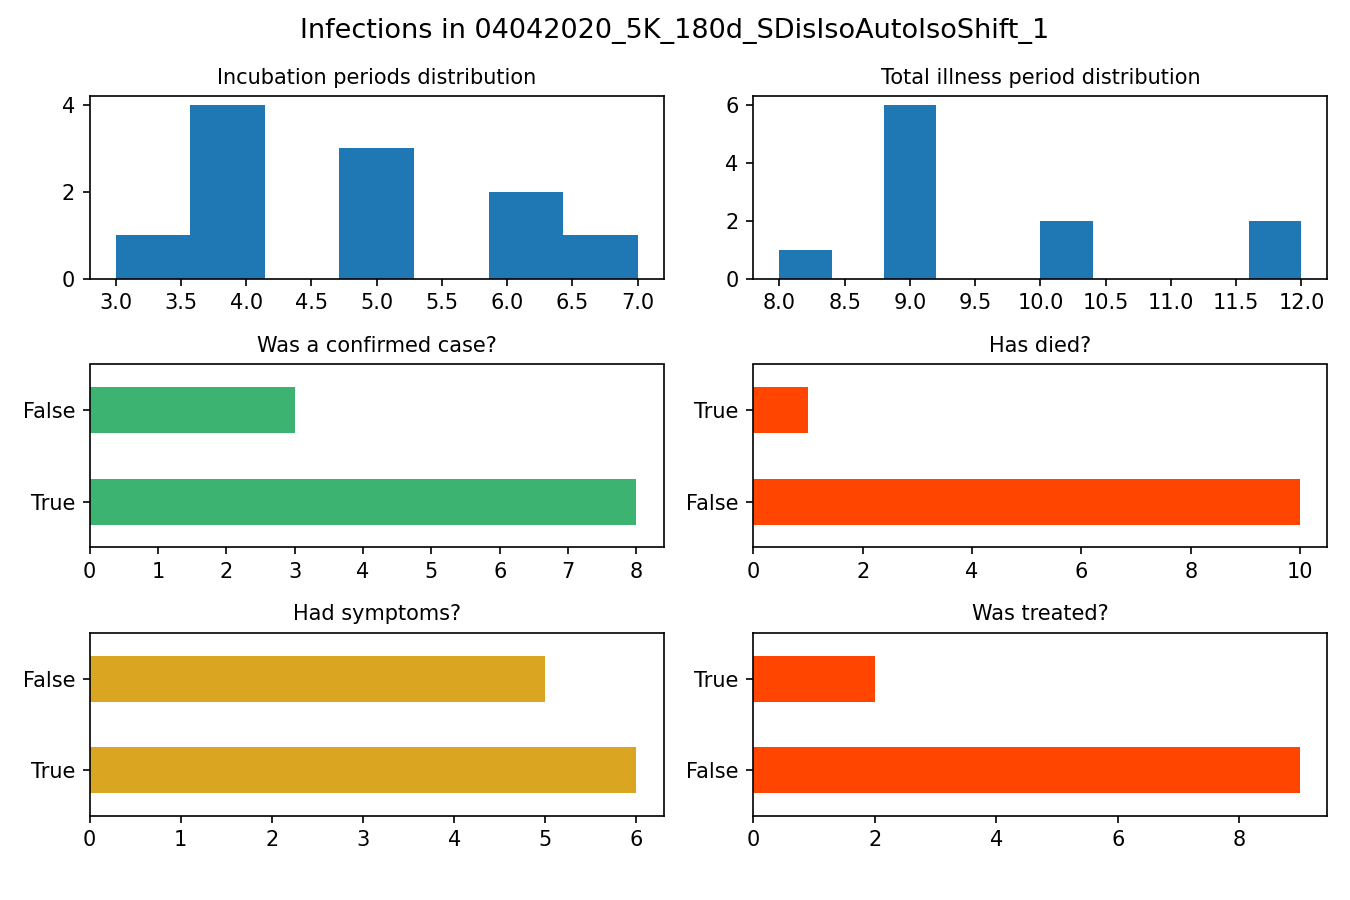 Infections in 04042020_5K_180d_SDisIsoAutoIsoShift_1
Incubation periods distribution
4
2
0
3.0 3.5 4.0 4.5 5.0 5.5 6.0 6.5 7.0
Total illness period distribution
6
4
2
0
8.0 8.5 9.0 9.5 10.0 10.5 11.0 11.5 12.0
Was a confirmed case?
False
True
0 1 2 3 4 5 6 7 8
Has died?
True
False
0 2 4 6 8 10
Had symptoms?
False
True
0 1 2 3 4 5 6
Was treated?
True
False
0 2 4 6 8